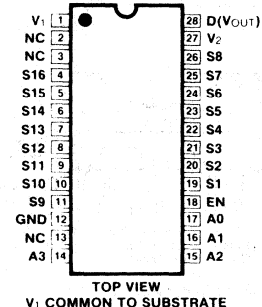 V1 1 28 D(VOUT)
NC 2 27 V2
NC 3 26 S8
S16 4 25 S7
S15 5 24 S6
S14 6 23 S5
S13 7 22 S4
S12 8 21 S3
S11 9 20 S2
S10 10 19 S1
S9 11 18 EN
GND 12 17 A0
NC 13 16 A1
A3 14 15 A2
TOP VIEW
V1 COMMON TO SUBSTRATE